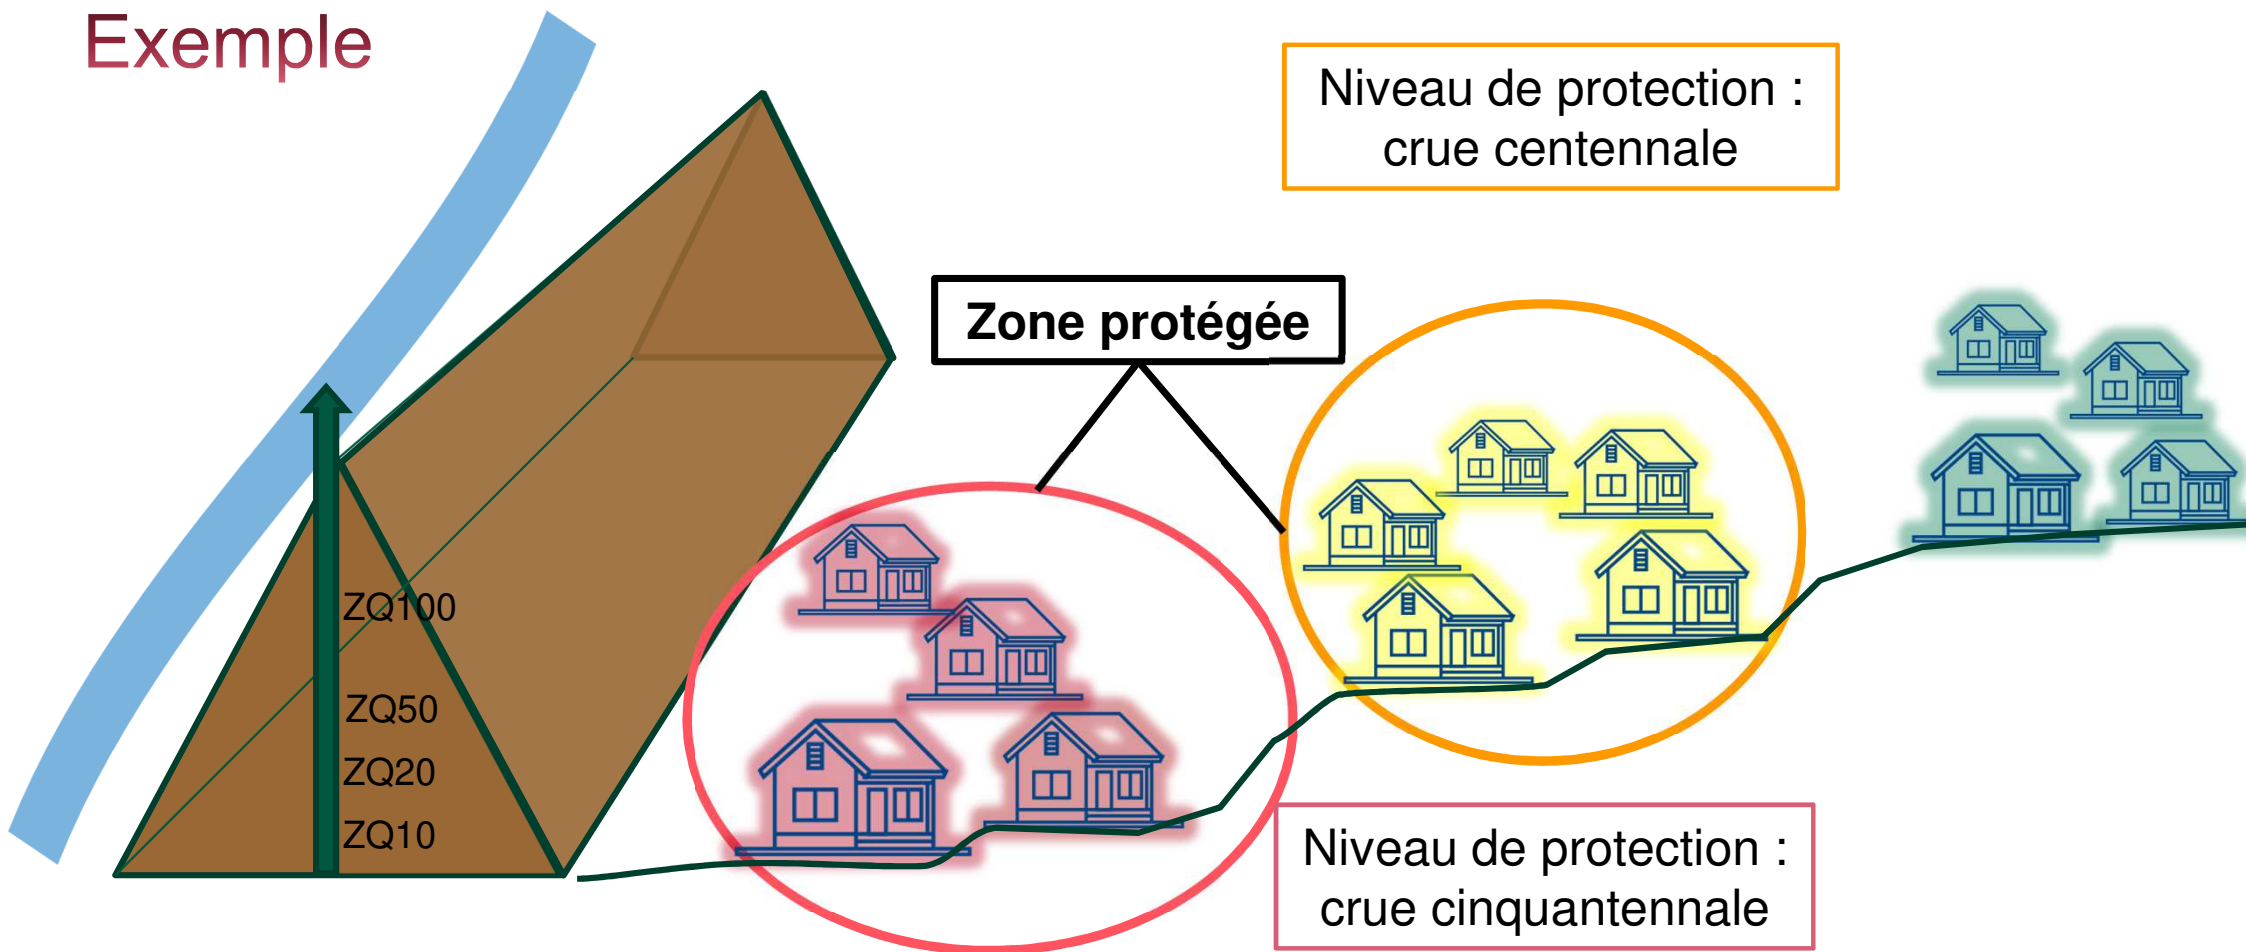 Exemple
Niveau de protection :
crue centennale
Zone protégée
ZQ100
ZQ50
ZQ20
ZQ10
Niveau de protection :
crue cinquantennale